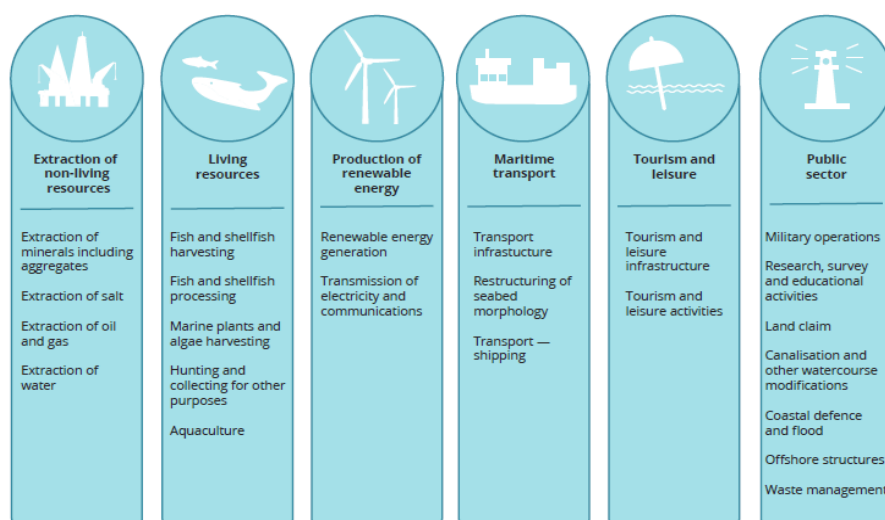 Extraction of
non-living
resources
Extraction of
minerals including
aggregates
Extraction of salt
Extraction of oil
and gas
Extraction of
water
Living
resources
Fish and shellfish
harvesting
Fish and shellfish
processing
Marine plants and
algae harvesting
Hunting and
collecting for other
purposes
Aquaculture
Production of
renewable
energy
Renewable energy
generation
Transmission of
electricity and
communications
Maritime
transport
Transport
infrastucture
Restructuring of
seabed
morphology
Transport —
shipping
Tourism and
leisure
Tourism and
leisure
infrastructure
Tourism and
leisure activities
Public
sector
Military operations
Research, survey
and educational
activities
Land claim
Canalisation and
other watercourse
modifications
Coastal defence
and flood
Offshore structures
Waste management